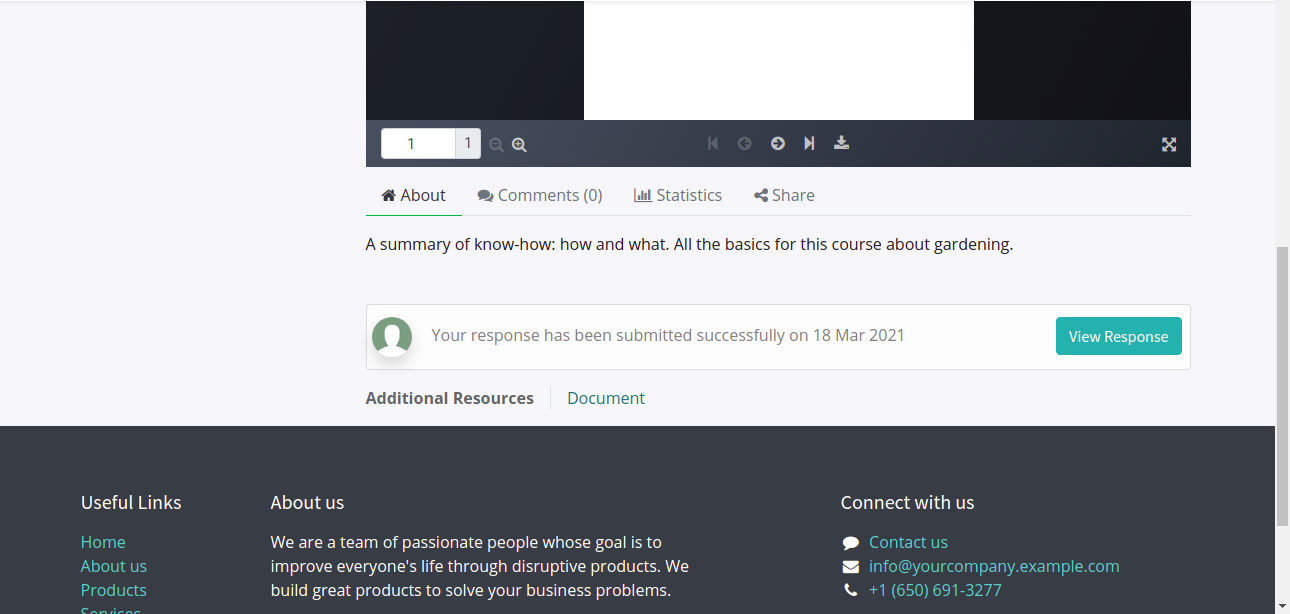 1 1
About Comments (0) Statistics Share
A summary of know-how: how and what. All the basics for this course about gardening.
Your response has been submitted successfully on 18 Mar 2021 View Response
Additional Resources Document
Useful Links
Home
About us
Products
Services
About us
We are a team of passionate people whose goal is to
improve everyone's life through disruptive products. We
build great products to solve your business problems.
Connect with us
Contact us
info@yourcompany.example.com
+1 (650) 691-3277